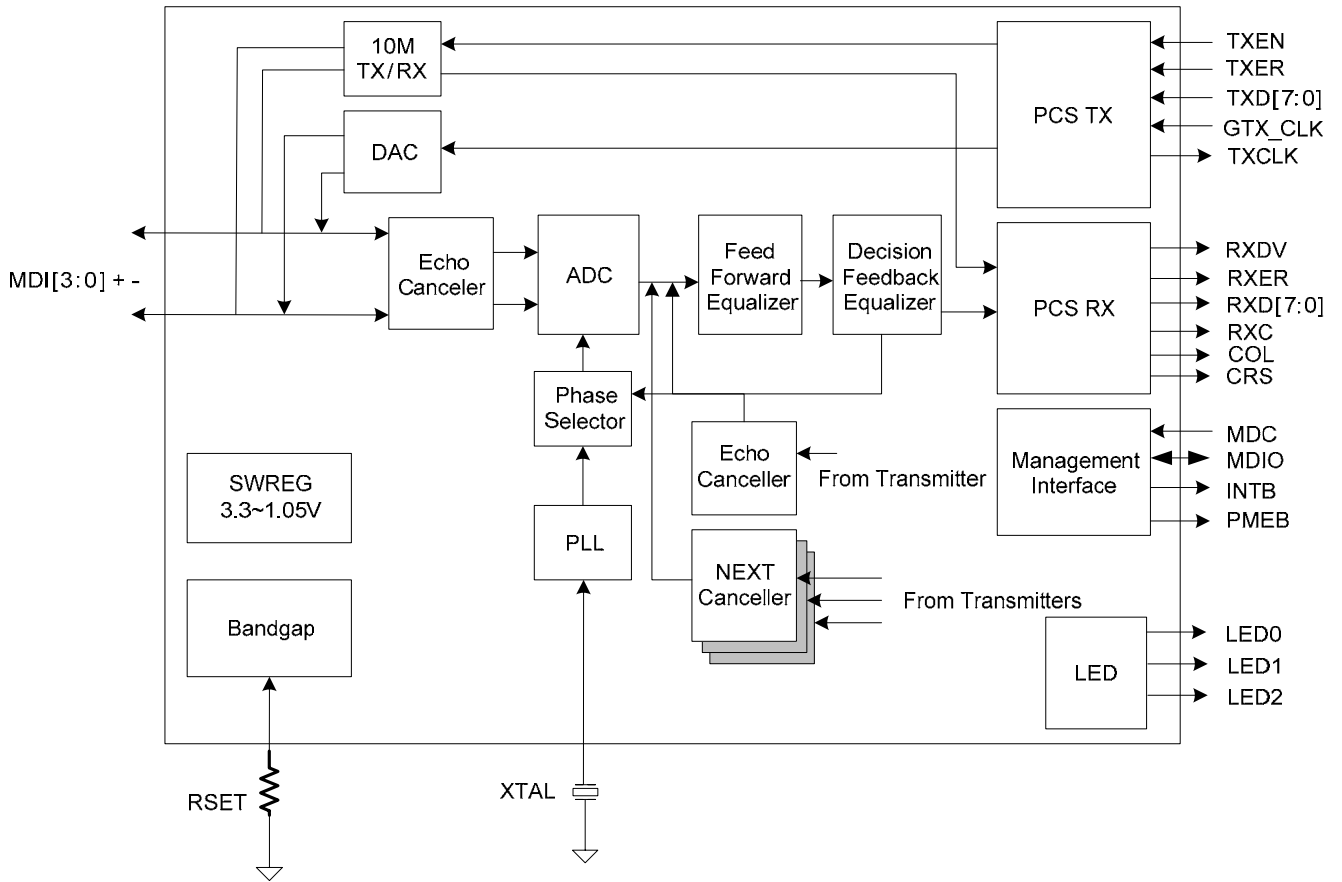 10M
TX/RX
DAC
PCS TX
TXEN
TXER
TXD[7:0]
GTX_CLK
TXCLK
MDI[3:0] + -
Echo
Canceler
ADC
Feed
Forward
Equalizer
Decision
Feedback
Equalizer
PCS RX
RXDV
RXER
RXD[7:0]
RXC
COL
CRS
Phase
Selector
Echo
Canceller
From Transmitter
Management
Interface
MDC
MDIO
INTB
PMEB
SWREG
3.3~1.05V
PLL
NEXT
Canceller
From Transmitters
Bandgap
LED
LED0
LED1
LED2
RSET
XTAL